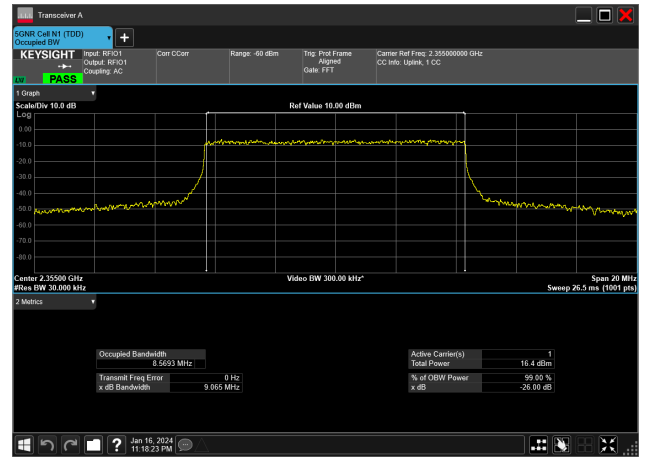 Transceiver A
5GNR Cell N1 (TDD)
Occupied BW
KEYSIGHT
LXI
PASS
Input: RFIO1
Output: RFIO1
Coupling: AC
Corr CCorr
Range: -60 dBm
Trig: Prot Frame
Aligned
Gate: FFT
Carrier Ref Freq: 2.355000000 GHz
CC Info: Uplink, 1 CC
1 Graph
Scale/Div 10.0 dB
Ref Value 10.00 dBm
Log
0.00
-10.0
-20.0
-30.0
-40.0
-50.0
-60.0
-70.0
-80.0
Center 2.35500 GHz
Video BW 300.00 kHz*
Span 20 MHz
#Res BW 30.000 kHz
Sweep 26.5 ms (1001 pts)
2 Metrics
Occupied Bandwidth
8.5693 MHz
Transmit Freq Error 0 Hz
x dB Bandwidth 9.065 MHz
Active Carrier(s) 1
Total Power 16.4 dBm
% of OBW Power 99.00 %
x dB -26.00 dB
Jan 16, 2024
11:18:23 PM